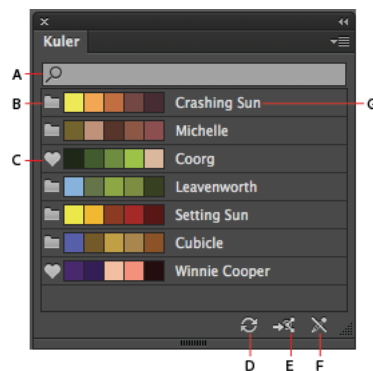 Kuler
A
B Crashing Sun G
Michelle
C Coorg
Leavenworth
Setting Sun
Cubicle
Winnie Cooper
D E F